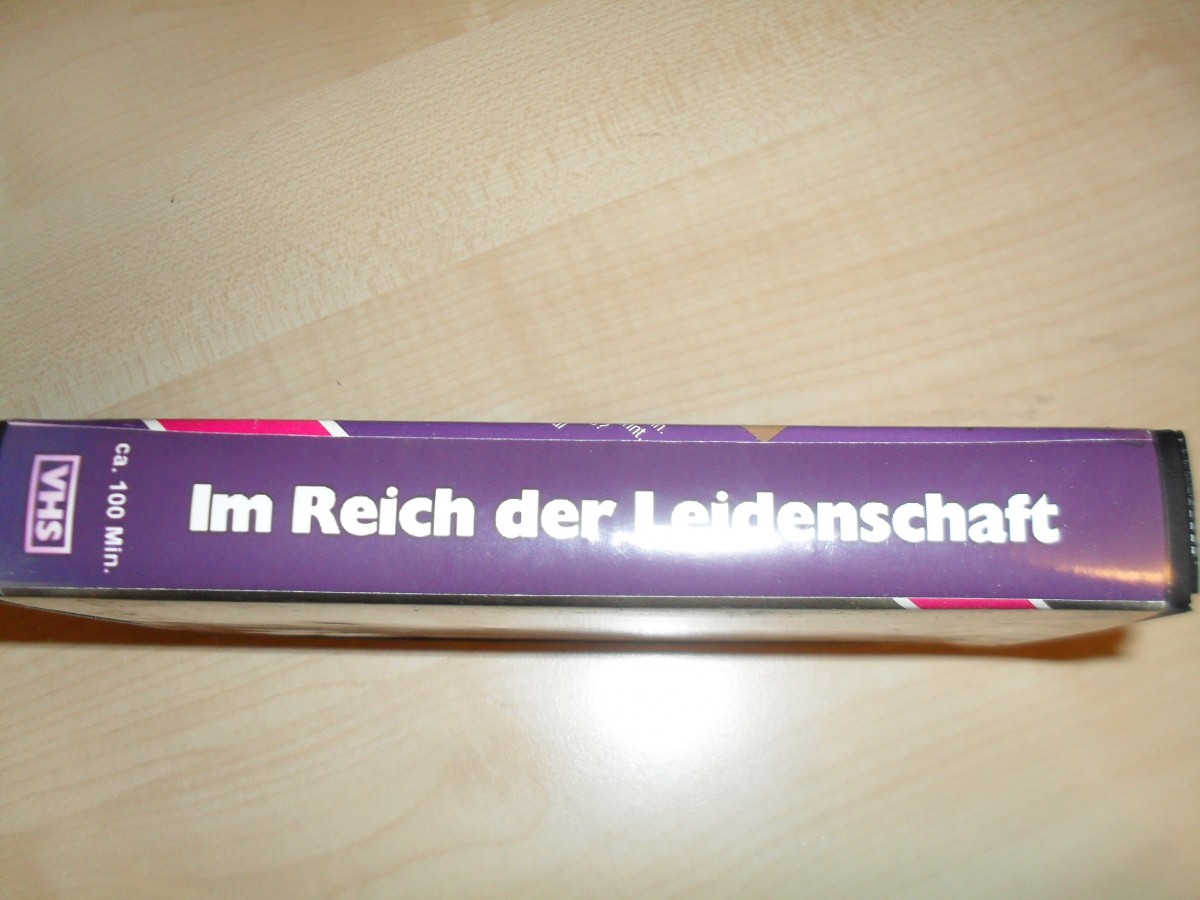 VHS
ca. 100 Min.
Im Reich der Leidenschaft